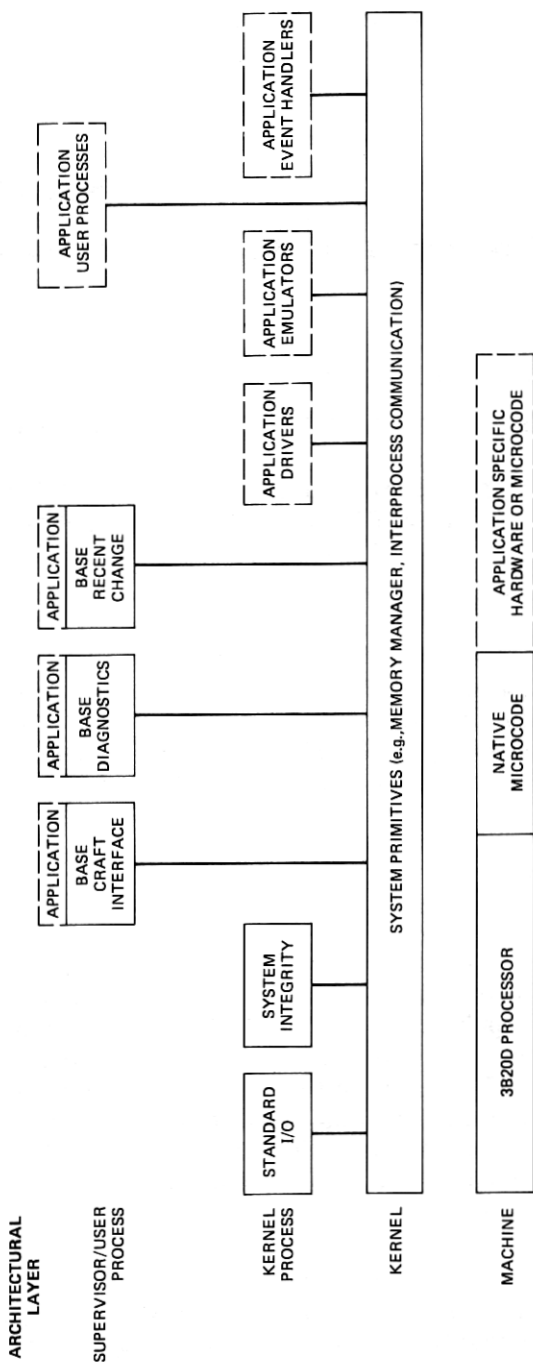 ARCHITECTURAL
LAYER
SUPERVISOR/USER
PROCESS
APPLICATION
BASE
CRAFT
INTERFACE
APPLICATION
BASE
DIAGNOSTICS
APPLICATION
BASE
RECENT
CHANGE
APPLICATION
USER PROCESSES
KERNEL
PROCESS
STANDARD
I/O
SYSTEM
INTEGRITY
APPLICATION
DRIVERS
APPLICATION
EMULATORS
APPLICATION
EVENT HANDLERS
KERNEL
SYSTEM PRIMITIVES (e.g.,MEMORY MANAGER, INTERPROCESS COMMUNICATION)
MACHINE
3B20D PROCESSOR
NATIVE
MICROCODE
APPLICATION SPECIFIC
HARDWARE OR MICROCODE